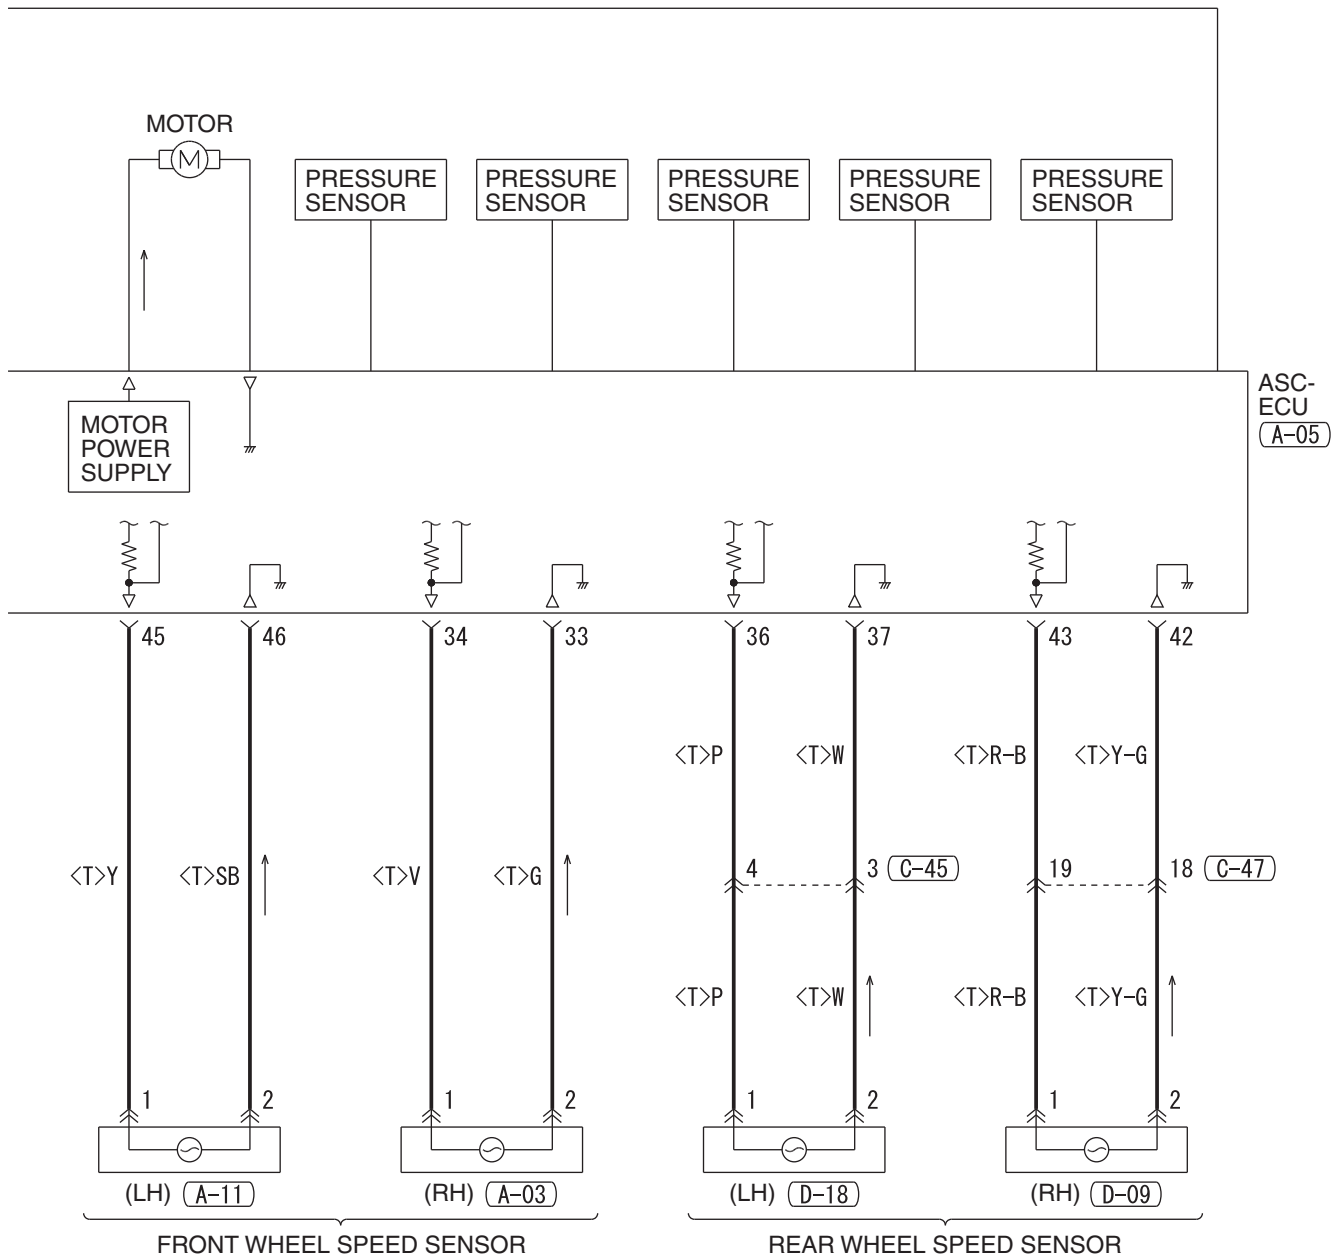 MOTOR
M
PRESSURE
SENSOR
PRESSURE
SENSOR
PRESSURE
SENSOR
PRESSURE
SENSOR
PRESSURE
SENSOR
MOTOR
POWER
SUPPLY
ASC-
ECU
A-05
45 46 34 33 36 37 43 42
<T>P <T>W <T>R-B <T>Y-G
<T>Y <T>SB <T>V <T>G 4 3 C-45 19 18 C-47
<T>P <T>W <T>R-B <T>Y-G
1 2 1 2 1 2 1 2
(LH) A-11 (RH) A-03 (LH) D-18 (RH) D-09
FRONT WHEEL SPEED SENSOR REAR WHEEL SPEED SENSOR